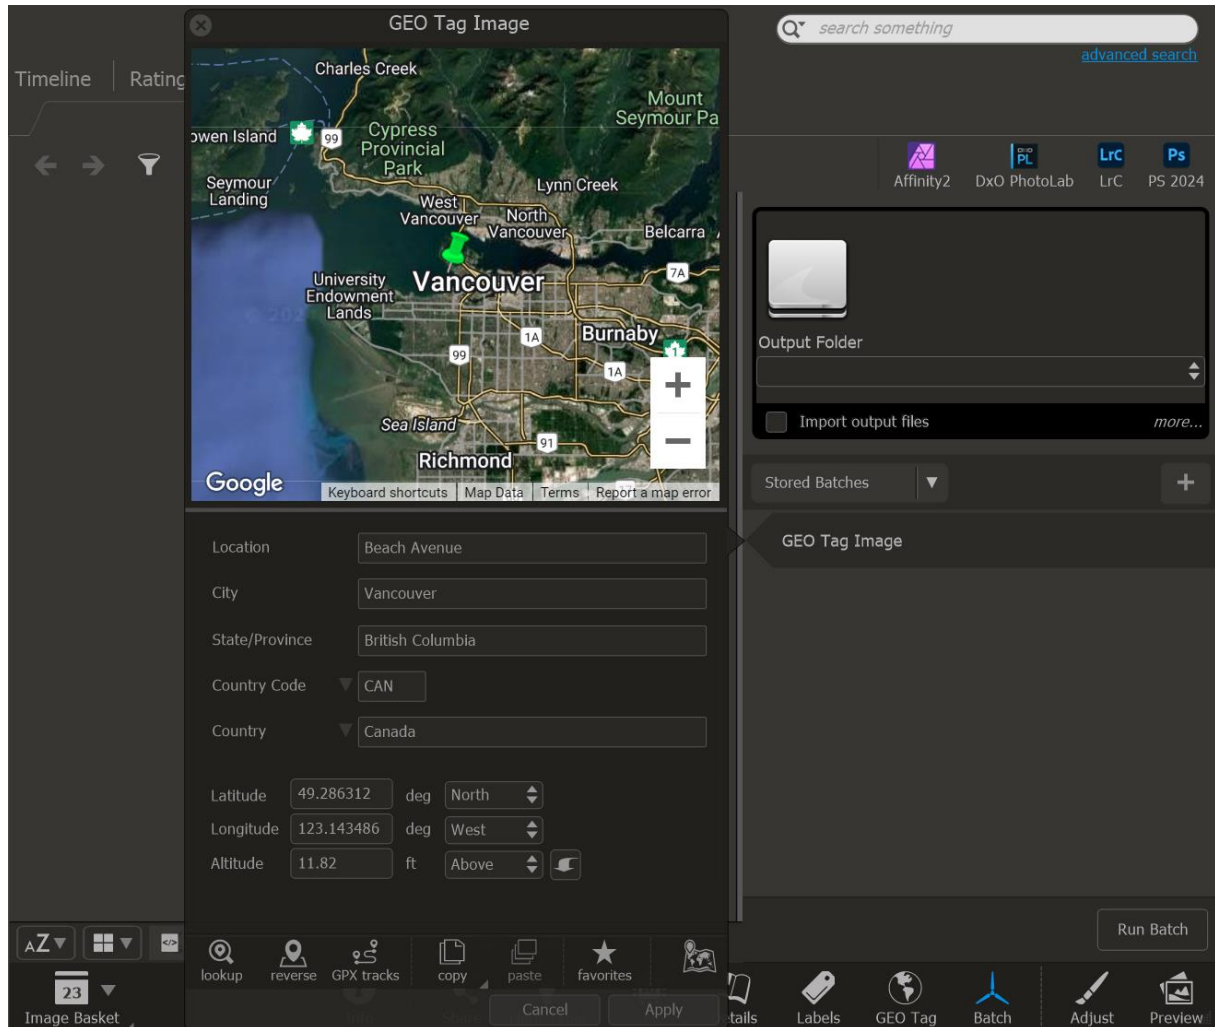 GEO Tag Image
search something
advanced search
Timeline
Rating
Charles Creek
Mount
Seymour Pa
owen Island
99
Cypress
Provincial
Park
Seymour
Landing
Lynn Creek
West
Vancouver
North
Vancouver
Belcarra
7A
University
Endowment
Lands
Vancouver
1A
Burnaby
1
99
1A
Sea Island
91
Richmond
Google
Keyboard shortcuts
Map Data
Terms
Report a map error
Affinity2
PL
DxO PhotoLab
LrC
LrC
Ps
PS 2024
Output Folder
Import output files
more...
Stored Batches
+
GEO Tag Image
Location
Beach Avenue
City
Vancouver
State/Province
British Columbia
Country Code
CAN
Country
Canada
Latitude
49.286312
deg
North
Longitude
123.143486
deg
West
Altitude
11.82
ft
Above
Run Batch
AZ
lookup
reverse
GPX tracks
copy
paste
favorites
Cancel
Apply
23
Image Basket
tails
Labels
GEO Tag
Batch
Adjust
Preview